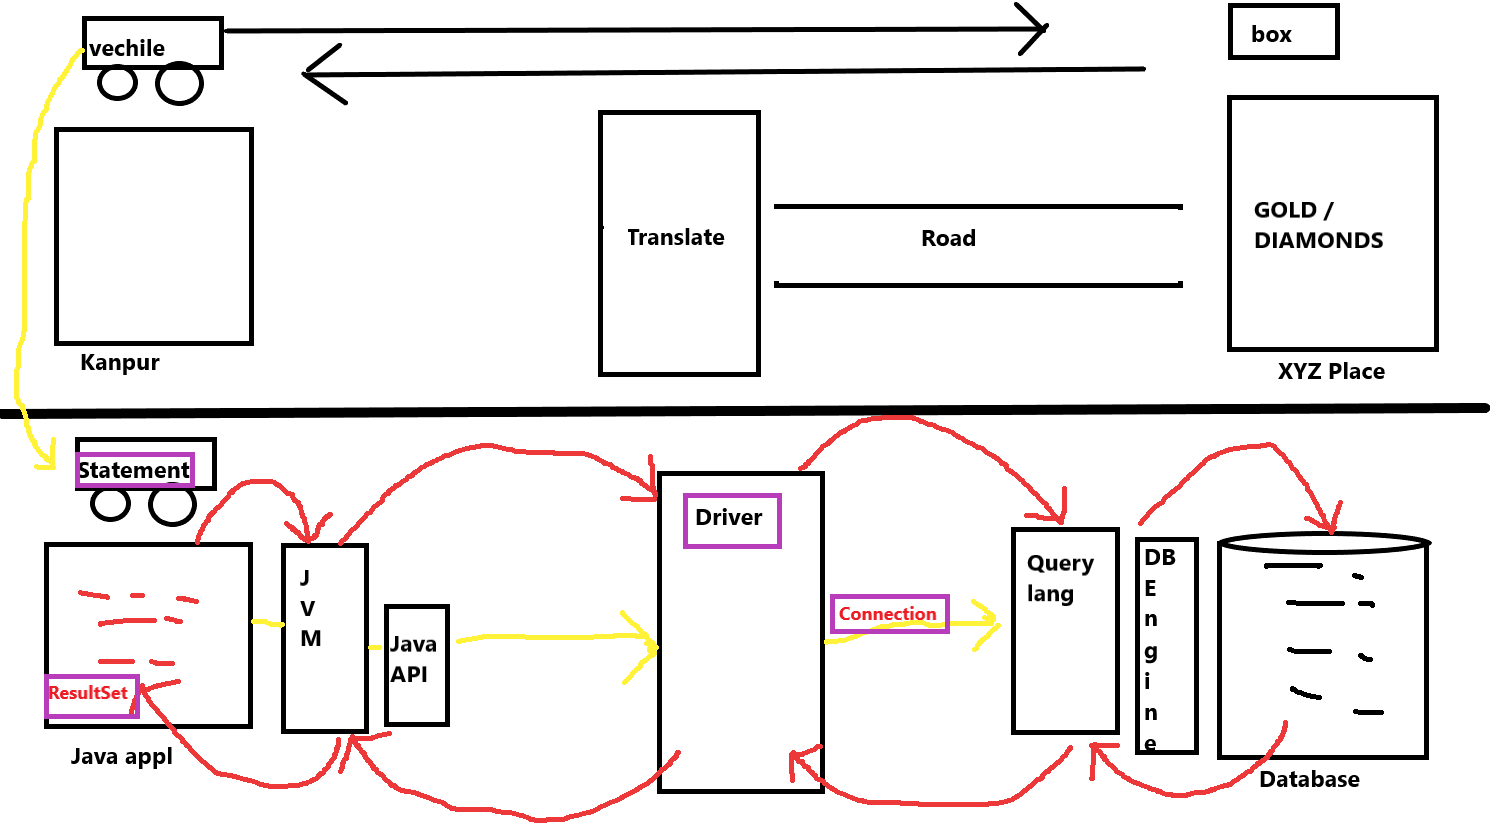 vechile
box
Translate
Road
GOLD /
DIAMONDS
Kanpur
XYZ Place
Statement
Driver
J
V
M
Java
API
Connection
Query
lang
DB
E
n
g
i
n
e
ResultSet
Java appl
Database